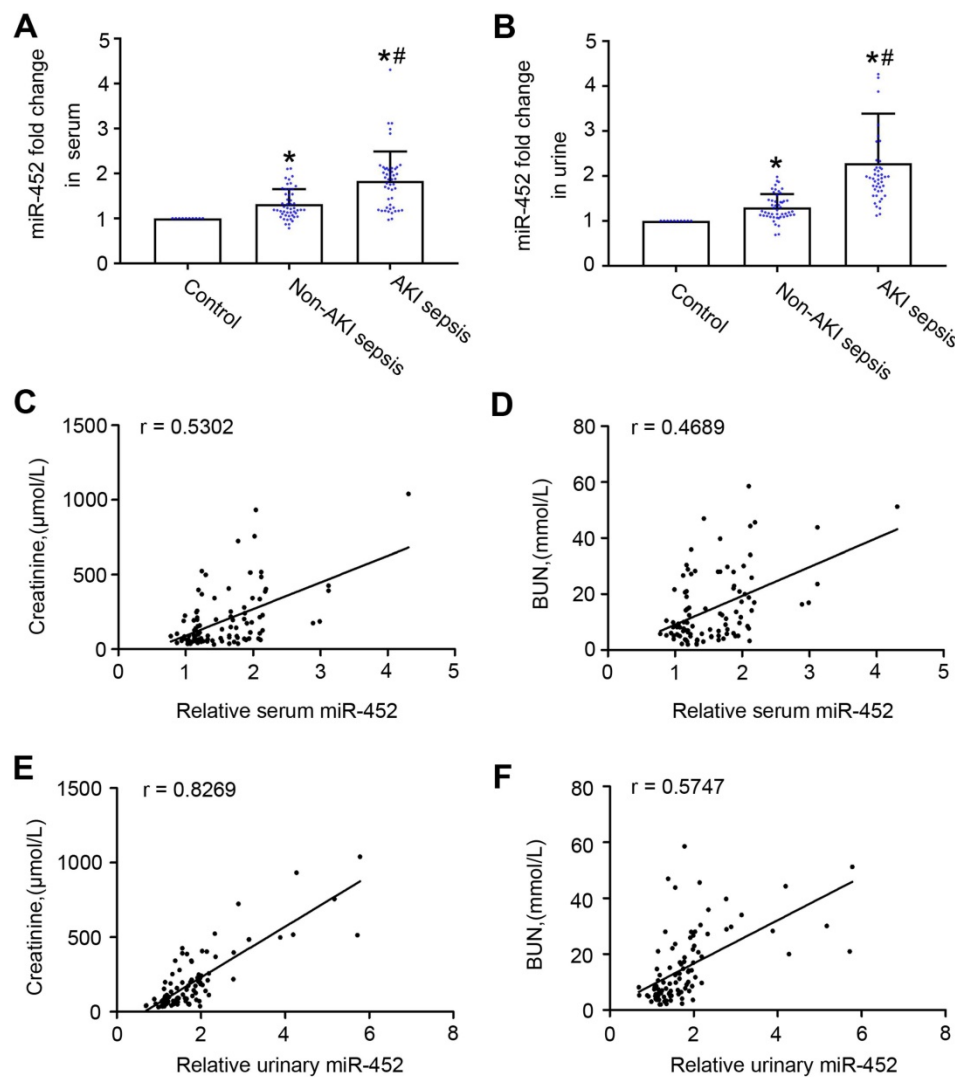 A
miR-452 fold change
in serum
5
4
3
2
1
0
*
*#
Control
Non-AKI sepsis
AKI sepsis
B
miR-452 fold change
in urine
5
4
3
2
1
0
*
*#
Control
Non-AKI sepsis
AKI sepsis
C
r = 0.5302
Creatinine,(μmol/L)
1500
1000
500
0
0 1 2 3 4 5
Relative serum miR-452
D
r = 0.4689
BUN,(mmol/L)
80
60
40
20
0
0 1 2 3 4 5
Relative serum miR-452
E
r = 0.8269
Creatinine,(μmol/L)
1500
1000
500
0
0 2 4 6 8
Relative urinary miR-452
F
r = 0.5747
BUN,(mmol/L)
80
60
40
20
0
0 2 4 6 8
Relative urinary miR-452